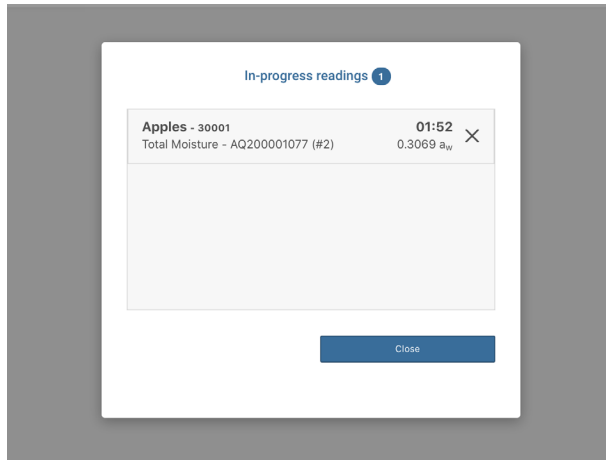 In-progress readings 1
Apples - 30001 01:52
Total Moisture - AQ200001077 (#2) 0.3069 aw
Close